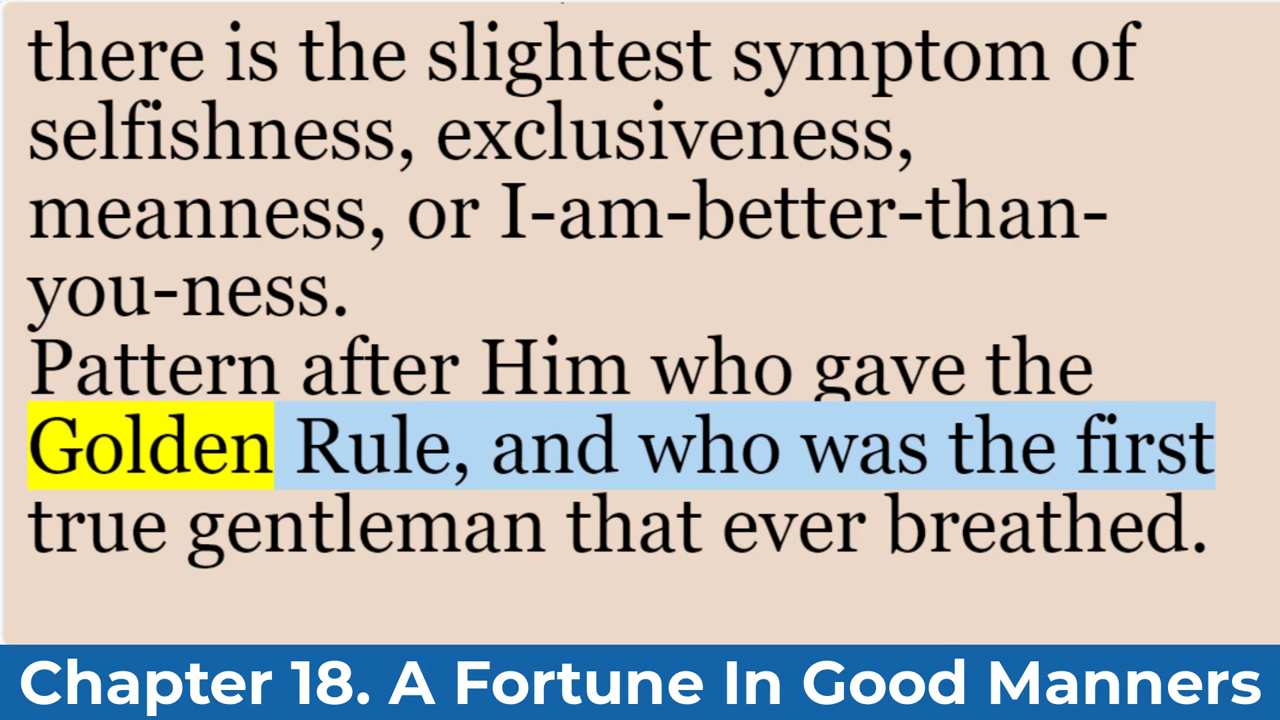 there is the slightest symptom of
selfishness, exclusiveness,
meanness, or I-am-better-than-
you-ness.
Pattern after Him who gave the
Golden Rule, and who was the first
true gentleman that ever breathed.
Chapter 18. A Fortune In Good Manners